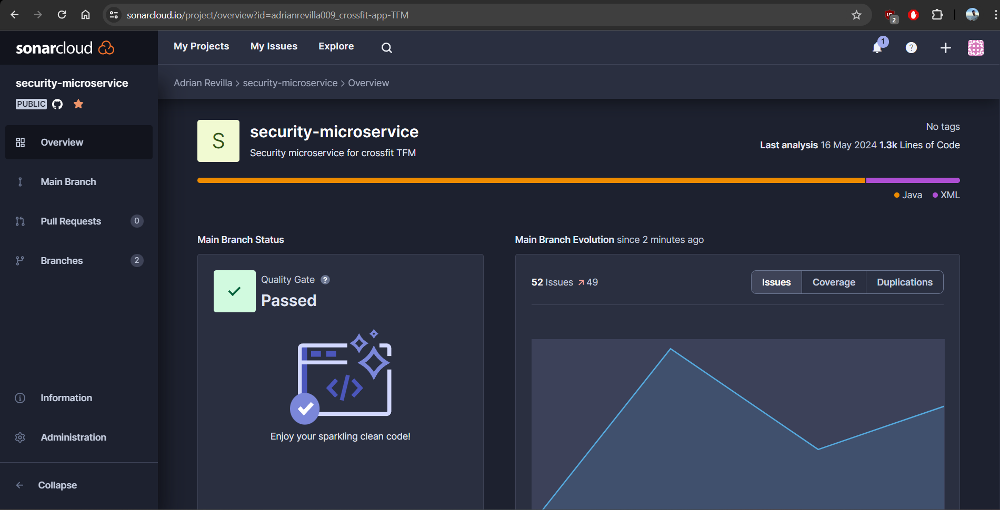 sonarcloud.io/project/overview?id=adrianrevilla009_crossfit-app-TFM
2
sonarcloud
My Projects
My Issues
Explore
1
?
security-microservice
PUBLIC
Adrian Revilla > security-microservice > Overview
Overview
Main Branch
Pull Requests 0
Branches 2
Information
Administration
Collapse
S
security-microservice
Security microservice for crossfit TFM
No tags
Last analysis 16 May 2024 1.3k Lines of Code
Java
XML
Main Branch Status
Quality Gate ?
Passed
</>
Enjoy your sparkling clean code!
Main Branch Evolution since 2 minutes ago
52 Issues 49
Issues
Coverage
Duplications